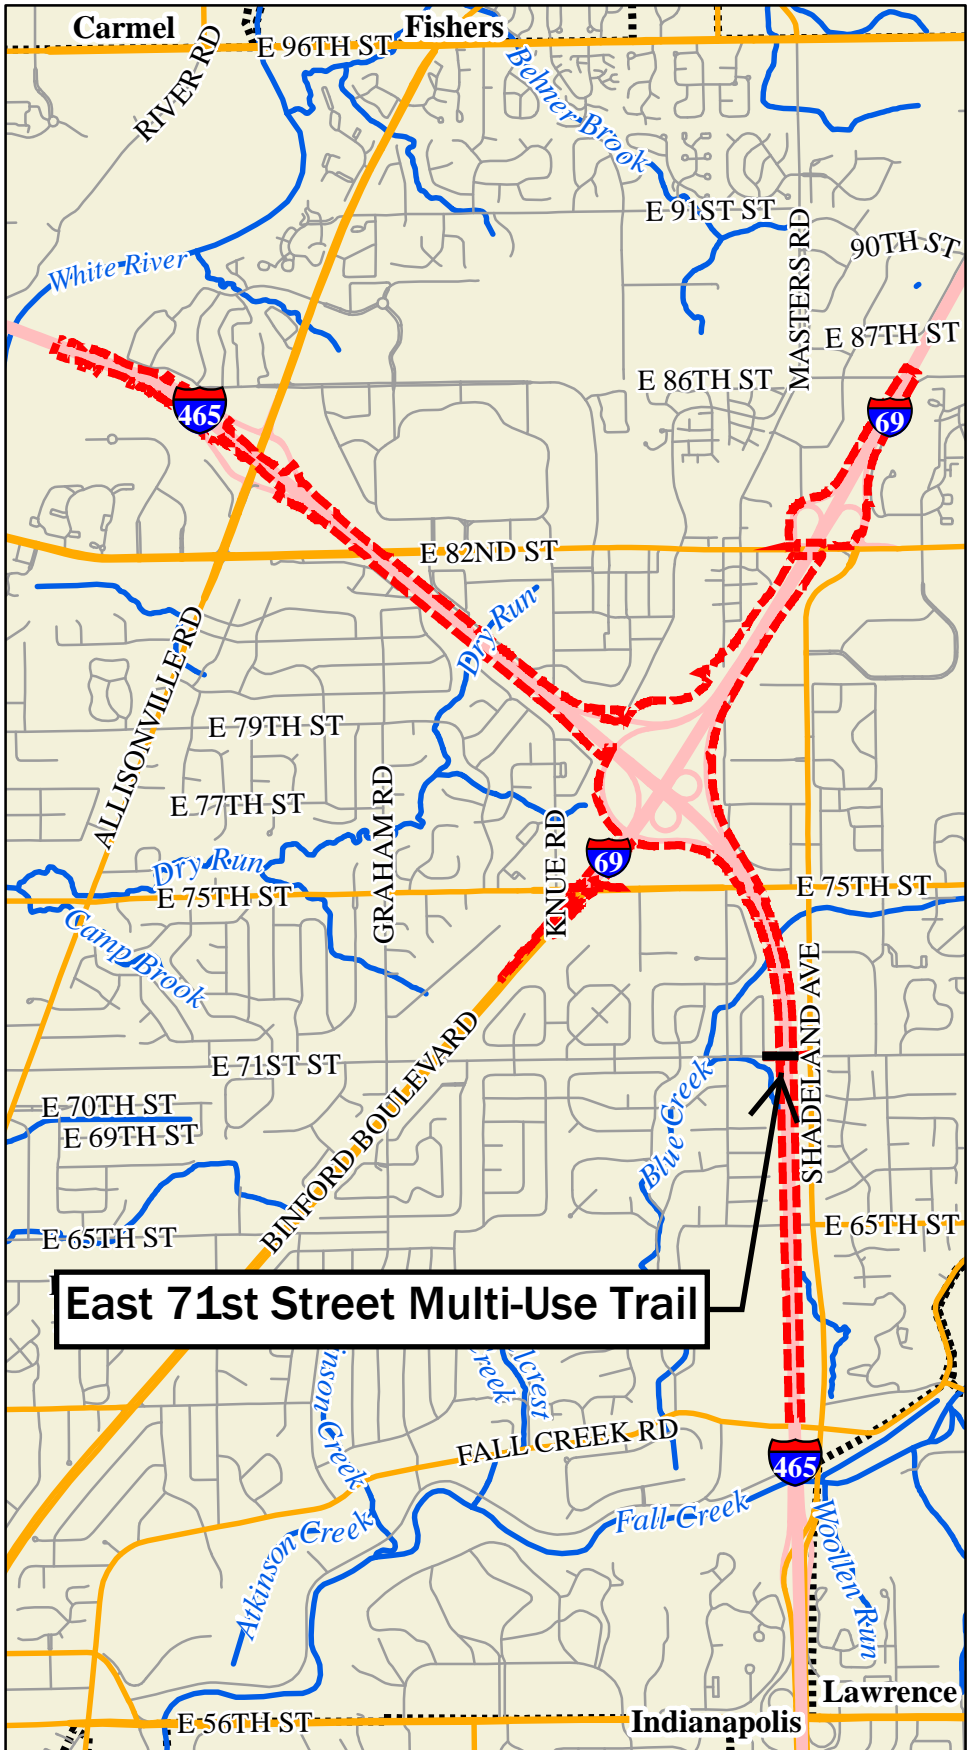 Carmel
Fishers
E 96TH ST
RIVER RD
Behner Brook
E 91ST ST
MASTERS RD
90TH ST
White River
E 87TH ST
E 86TH ST
465
69
E 82ND ST
Dry Run
ALLISONVILLE RD
E 79TH ST
E 77TH ST
GRAHAM RD
KNUE RD
69
Dry Run
E 75TH ST
E 75TH ST
Camp Brook
SHADELAND AVE
BINFORD BOULEVARD
E 71ST ST
Blue Creek
E 70TH ST
E 69TH ST
E 65TH ST
E 65TH ST
East 71st Street Multi-Use Trail
Creek
Creek
FALL CREEK RD
465
Fall Creek
Atkinson Creek
Woollen Run
Lawrence
E 56TH ST
Indianapolis